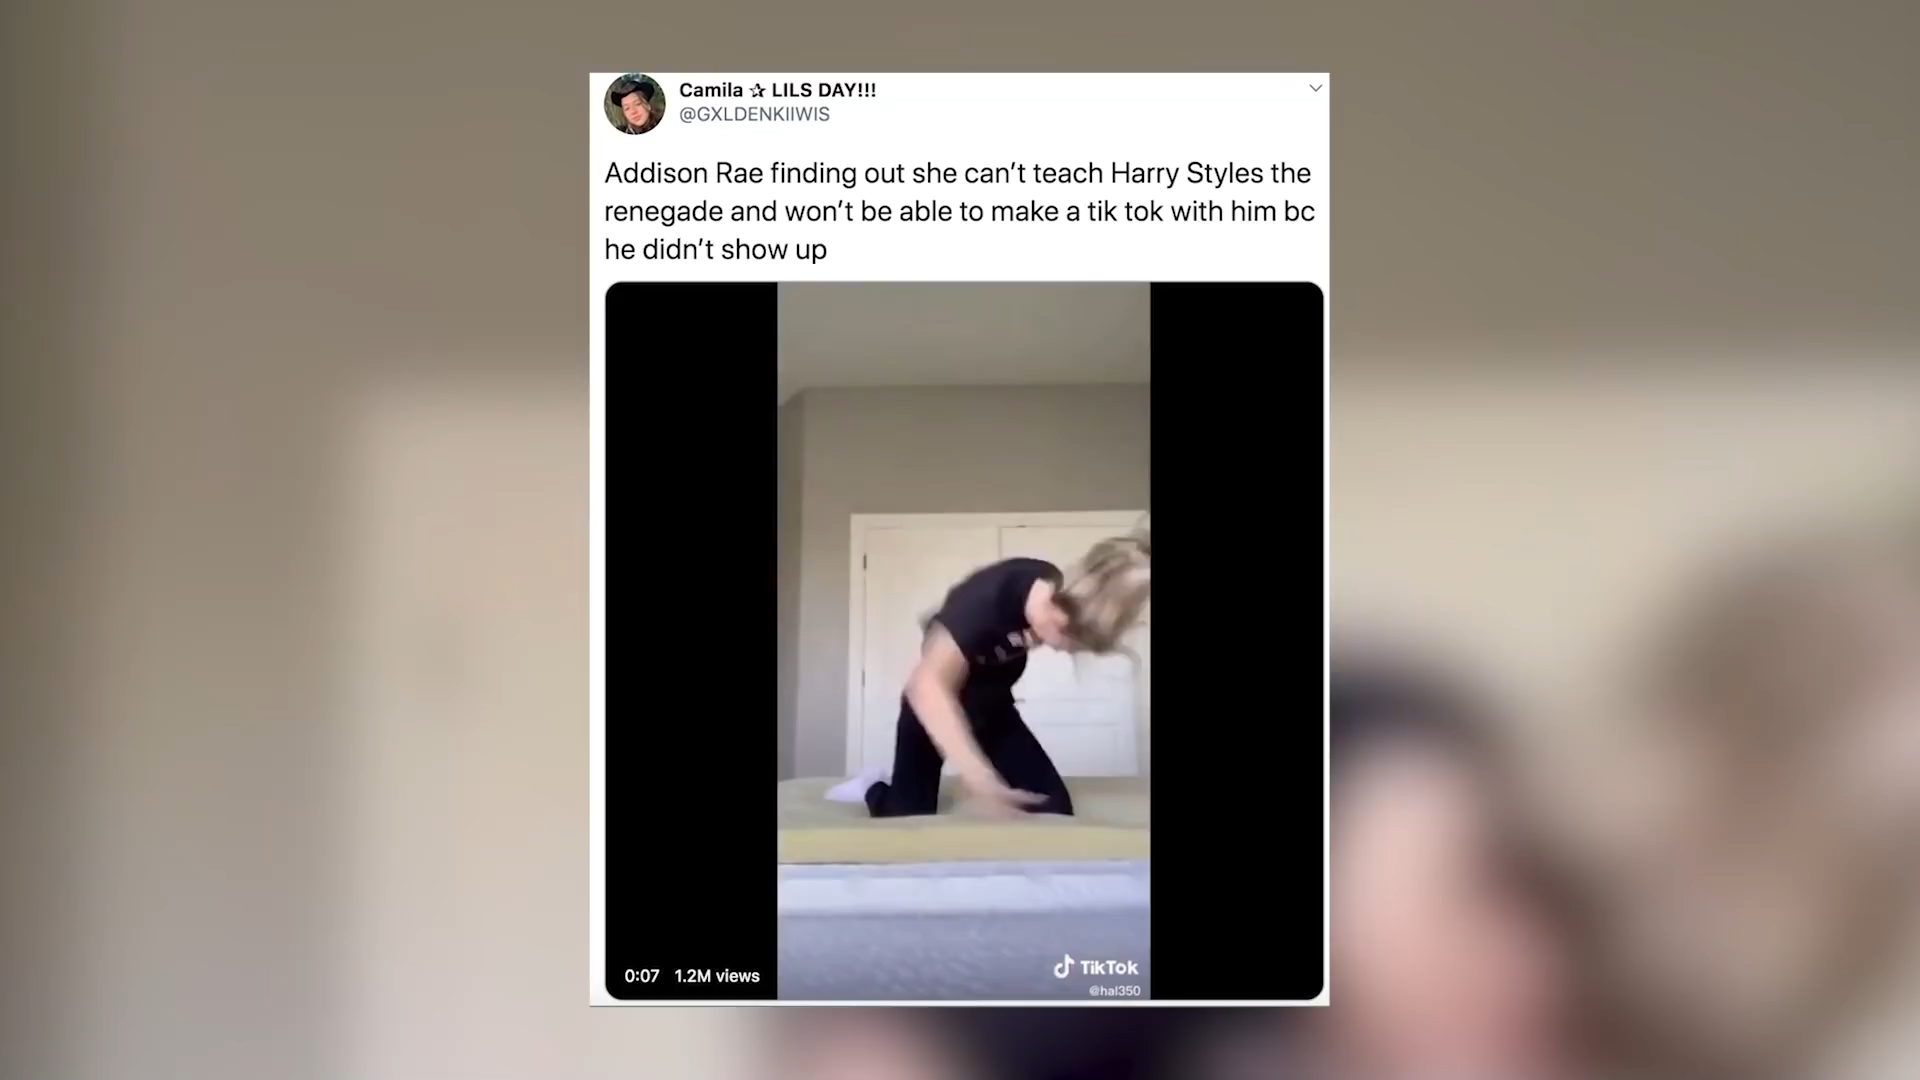 Camila ✰ LILS DAY!!!
@GXLDENKIIWIS
Addison Rae finding out she can’t teach Harry Styles the
renegade and won’t be able to make a tik tok with him bc
he didn’t show up
0:07 1.2M views
TikTok
@hal350